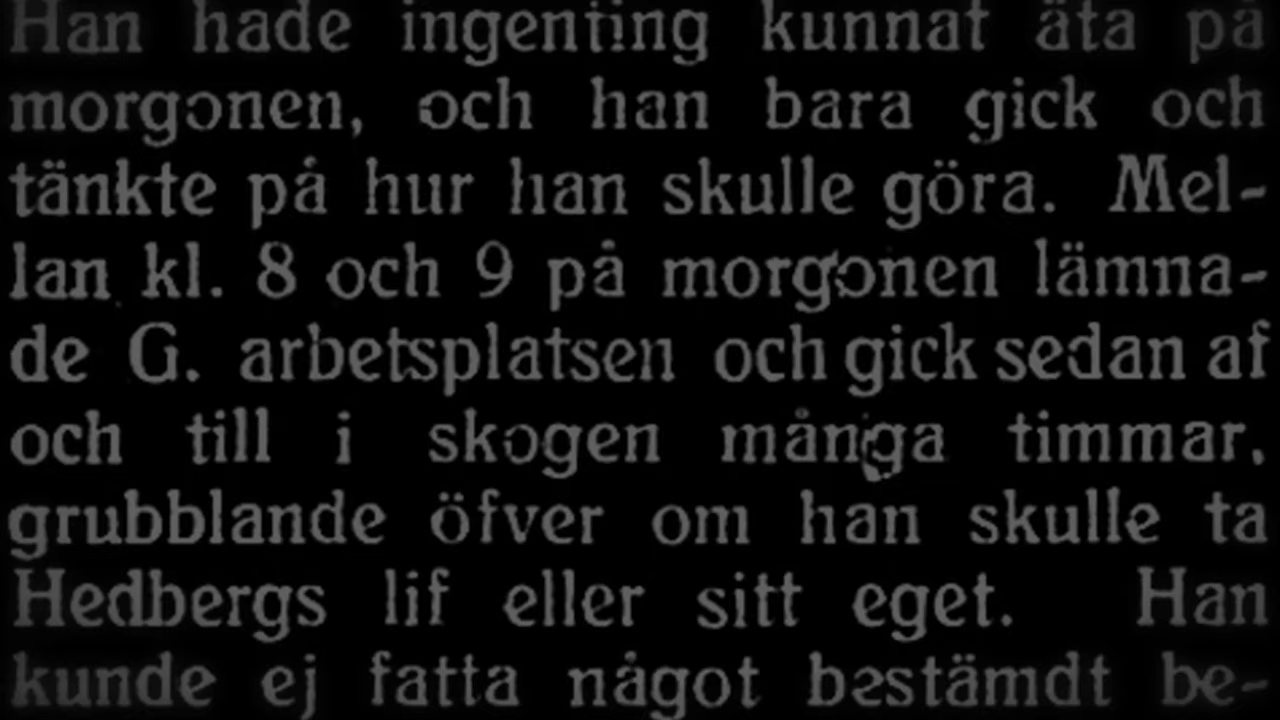 Han hade ingenting kunnat äta på
morgonen, och han bara gick och
tänkte på hur han skulle göra. Mel-
lan kl. 8 och 9 på morgonen lämna-
de G. arbetsplatsen och gick sedan af
och till i skogen många timmar,
grubblande öfver om han skulle ta
Hedbergs lif eller sitt eget. Han
kunde ej fatta något bestämdt be-